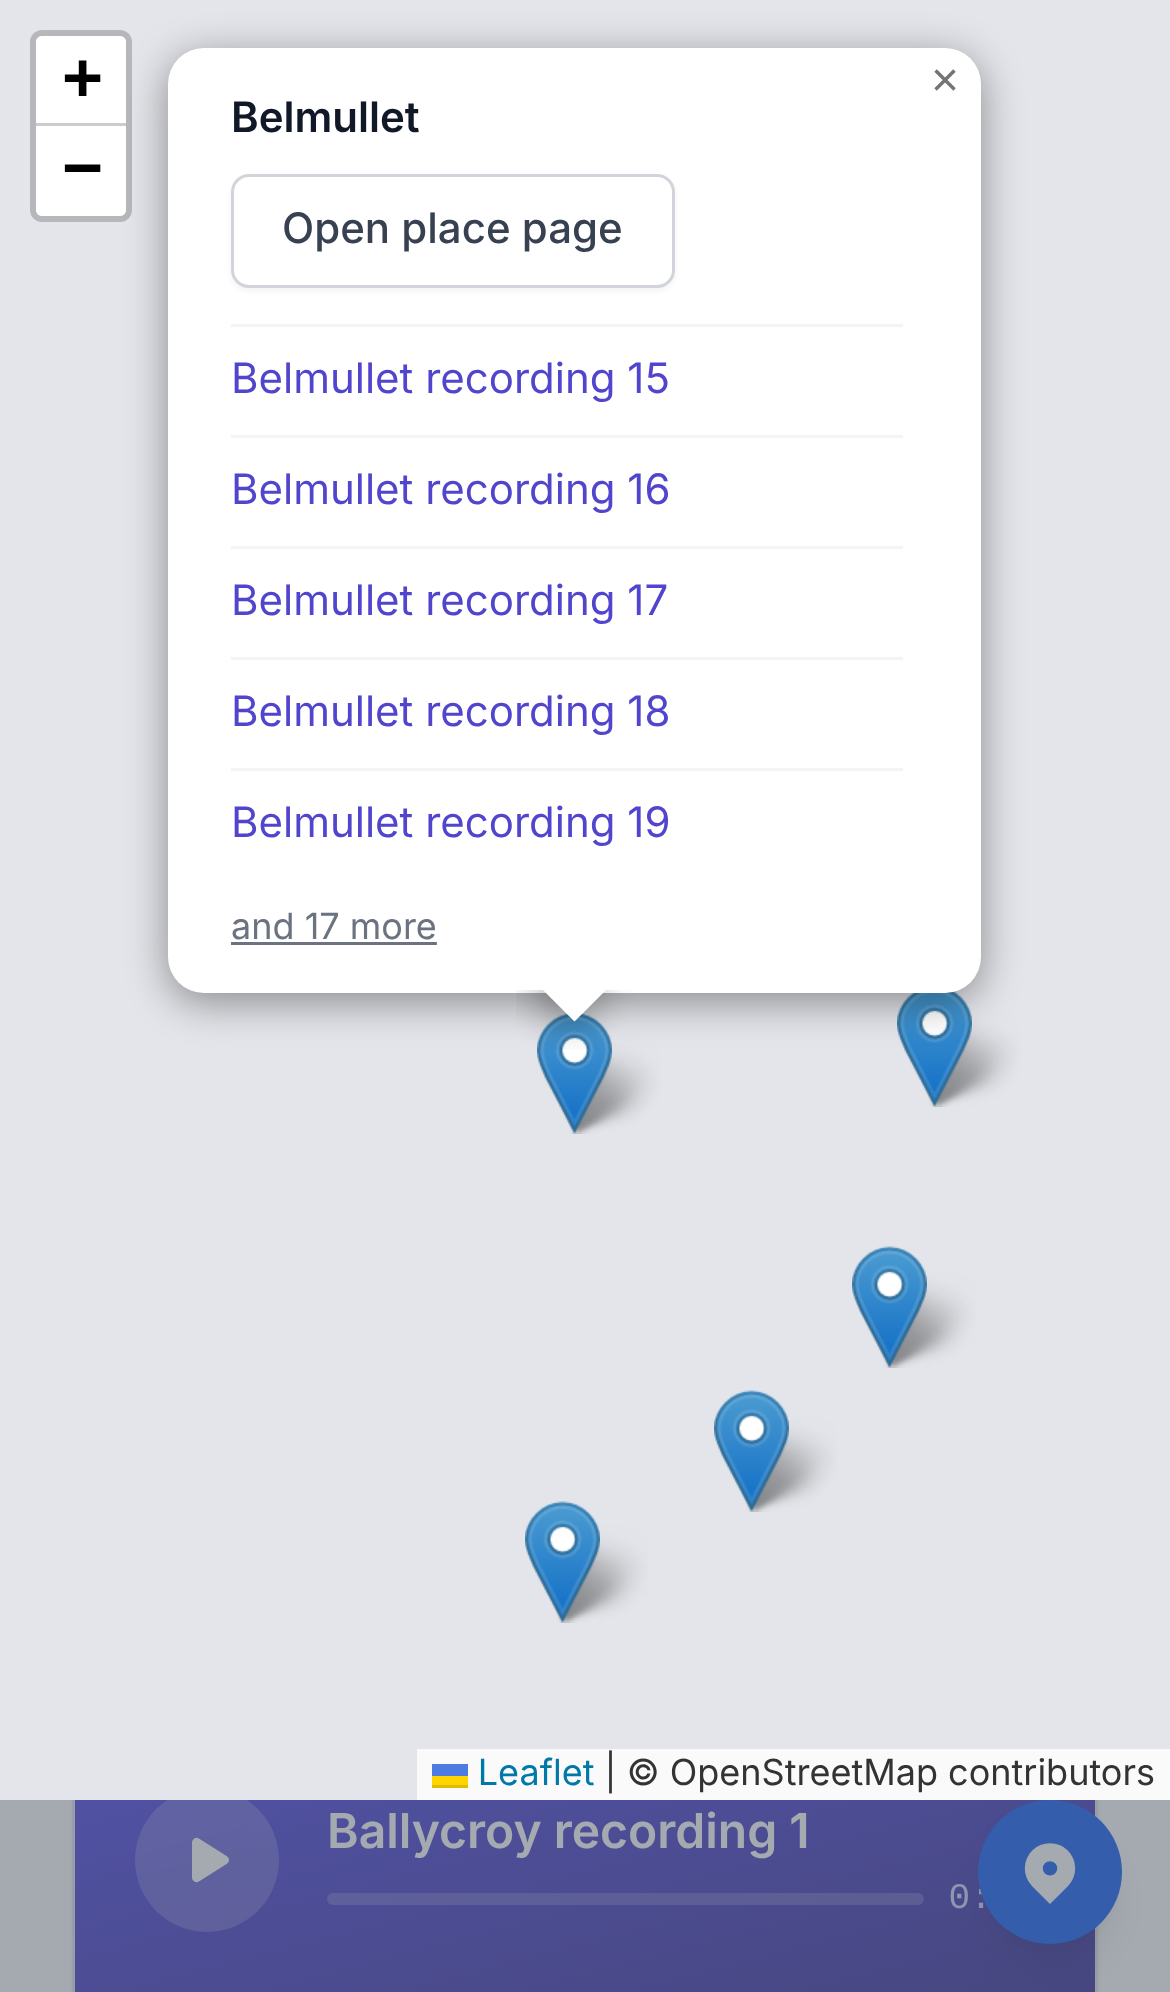 +
−
×
Belmullet
Open place page
Belmullet recording 15
Belmullet recording 16
Belmullet recording 17
Belmullet recording 18
Belmullet recording 19
and 17 more
Leaflet | © OpenStreetMap contributors
Ballycroy recording 1
0: